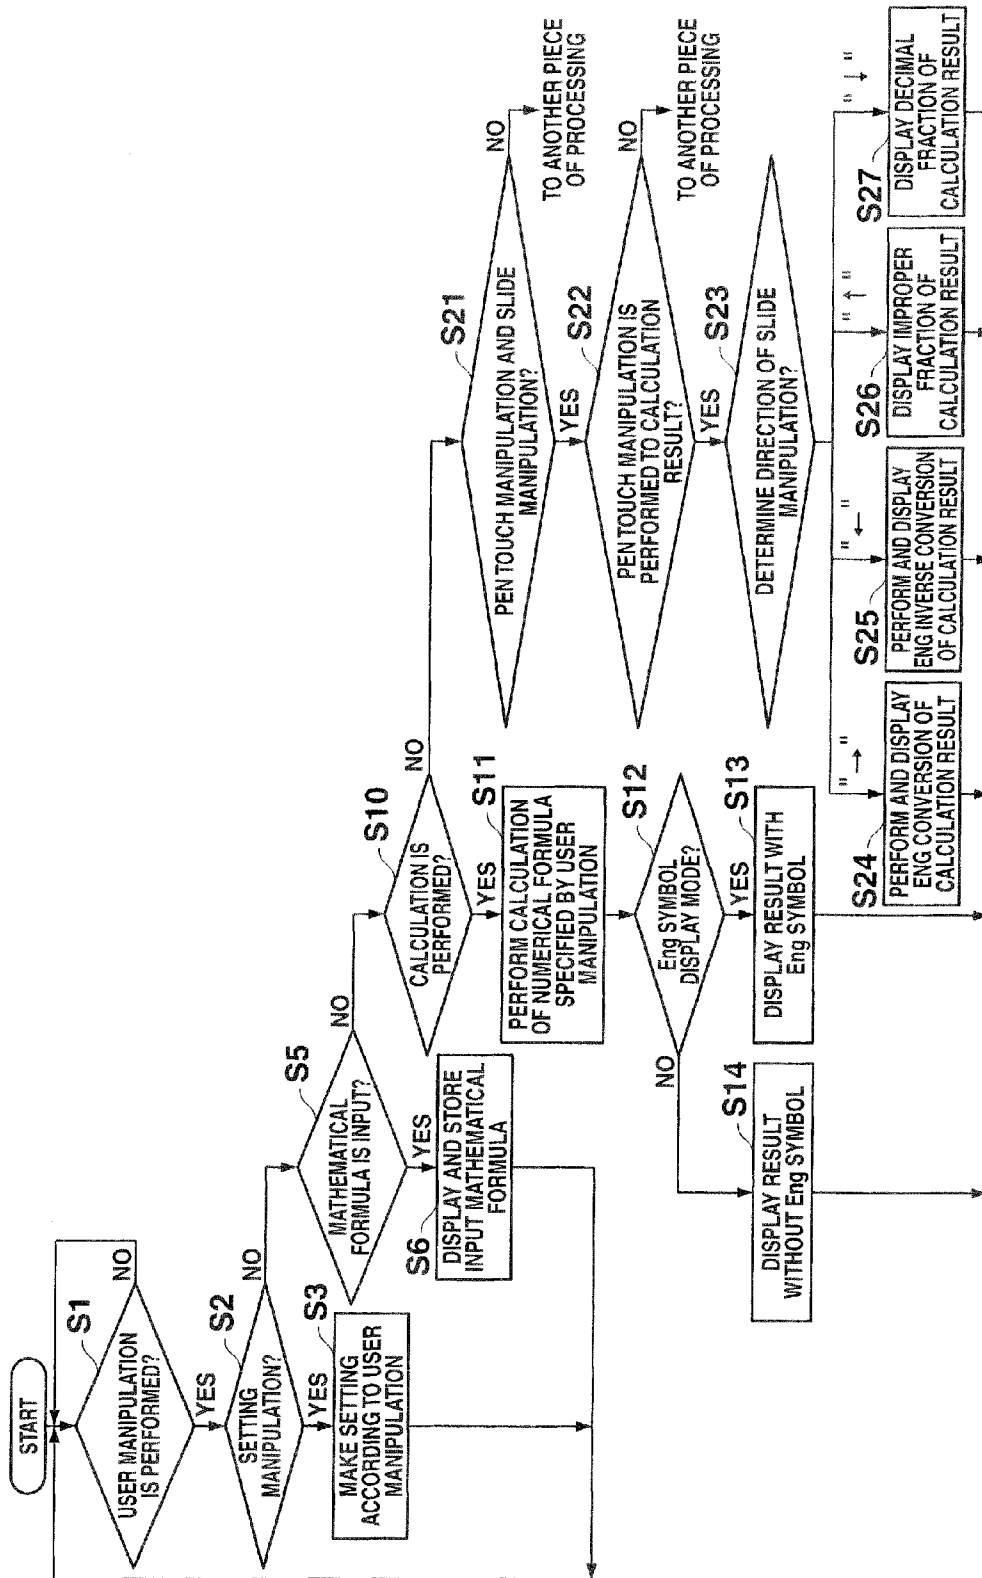 START
S1
USER MANIPULATION
IS PERFORMED?
NO
YES
S2
SETTING
MANIPULATION?
NO
YES
S3
MAKE SETTING
ACCORDING TO USER
MANIPULATION
S5
MATHEMATICAL
FORMULA IS INPUT?
NO
YES
S6
DISPLAY AND STORE
INPUT MATHEMATICAL
FORMULA
S10
CALCULATION IS
PERFORMED?
NO
YES
S11
PERFORM CALCULATION
OF NUMERICAL FORMULA
SPECIFIED BY USER
MANIPULATION
S12
Eng SYMBOL
DISPLAY MODE?
NO
YES
S13
DISPLAY RESULT WITH
Eng SYMBOL
S14
DISPLAY RESULT
WITHOUT Eng SYMBOL
S21
PEN TOUCH MANIPULATION AND SLIDE
MANIPULATION?
NO
TO ANOTHER PIECE
OF PROCESSING
YES
S22
PEN TOUCH MANIPULATION IS
PERFORMED TO CALCULATION
RESULT?
NO
TO ANOTHER PIECE
OF PROCESSING
YES
S23
DETERMINE DIRECTION OF SLIDE
MANIPULATION?
" → "
S24
PERFORM AND DISPLAY
ENG CONVERSION OF
CALCULATION RESULT
" ← "
S25
PERFORM AND DISPLAY
ENG INVERSE CONVERSION
OF CALCULATION RESULT
" ↑ "
S26
DISPLAY IMPROPER
FRACTION OF
CALCULATION RESULT
" ↓ "
S27
DISPLAY DECIMAL
FRACTION OF
CALCULATION RESULT